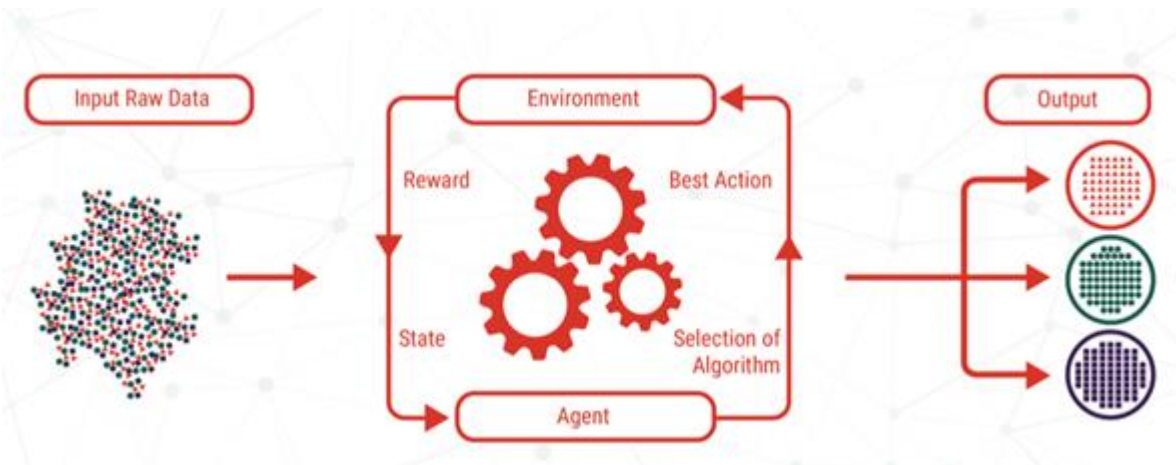 Input Raw Data
Environment
Output
Reward
Best Action
State
Selection of
Algorithm
Agent